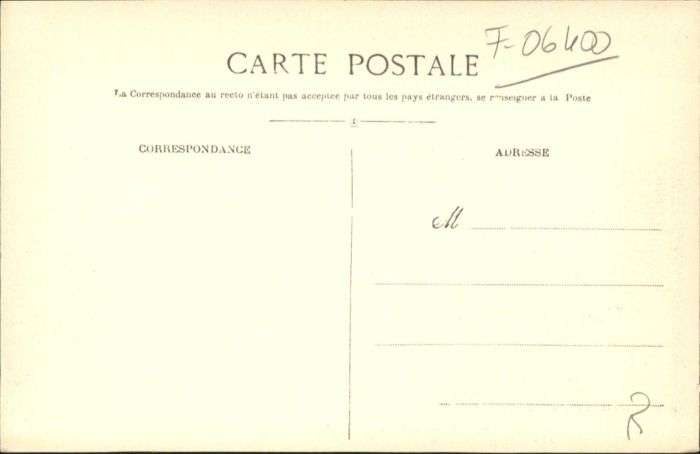 F-06400
CARTE POSTALE
La Correspondance au recto n'étant pas acceptée par tous les pays étrangers, se renseigner a la Poste
CORRESPONDANCE
ADRESSE
M
R